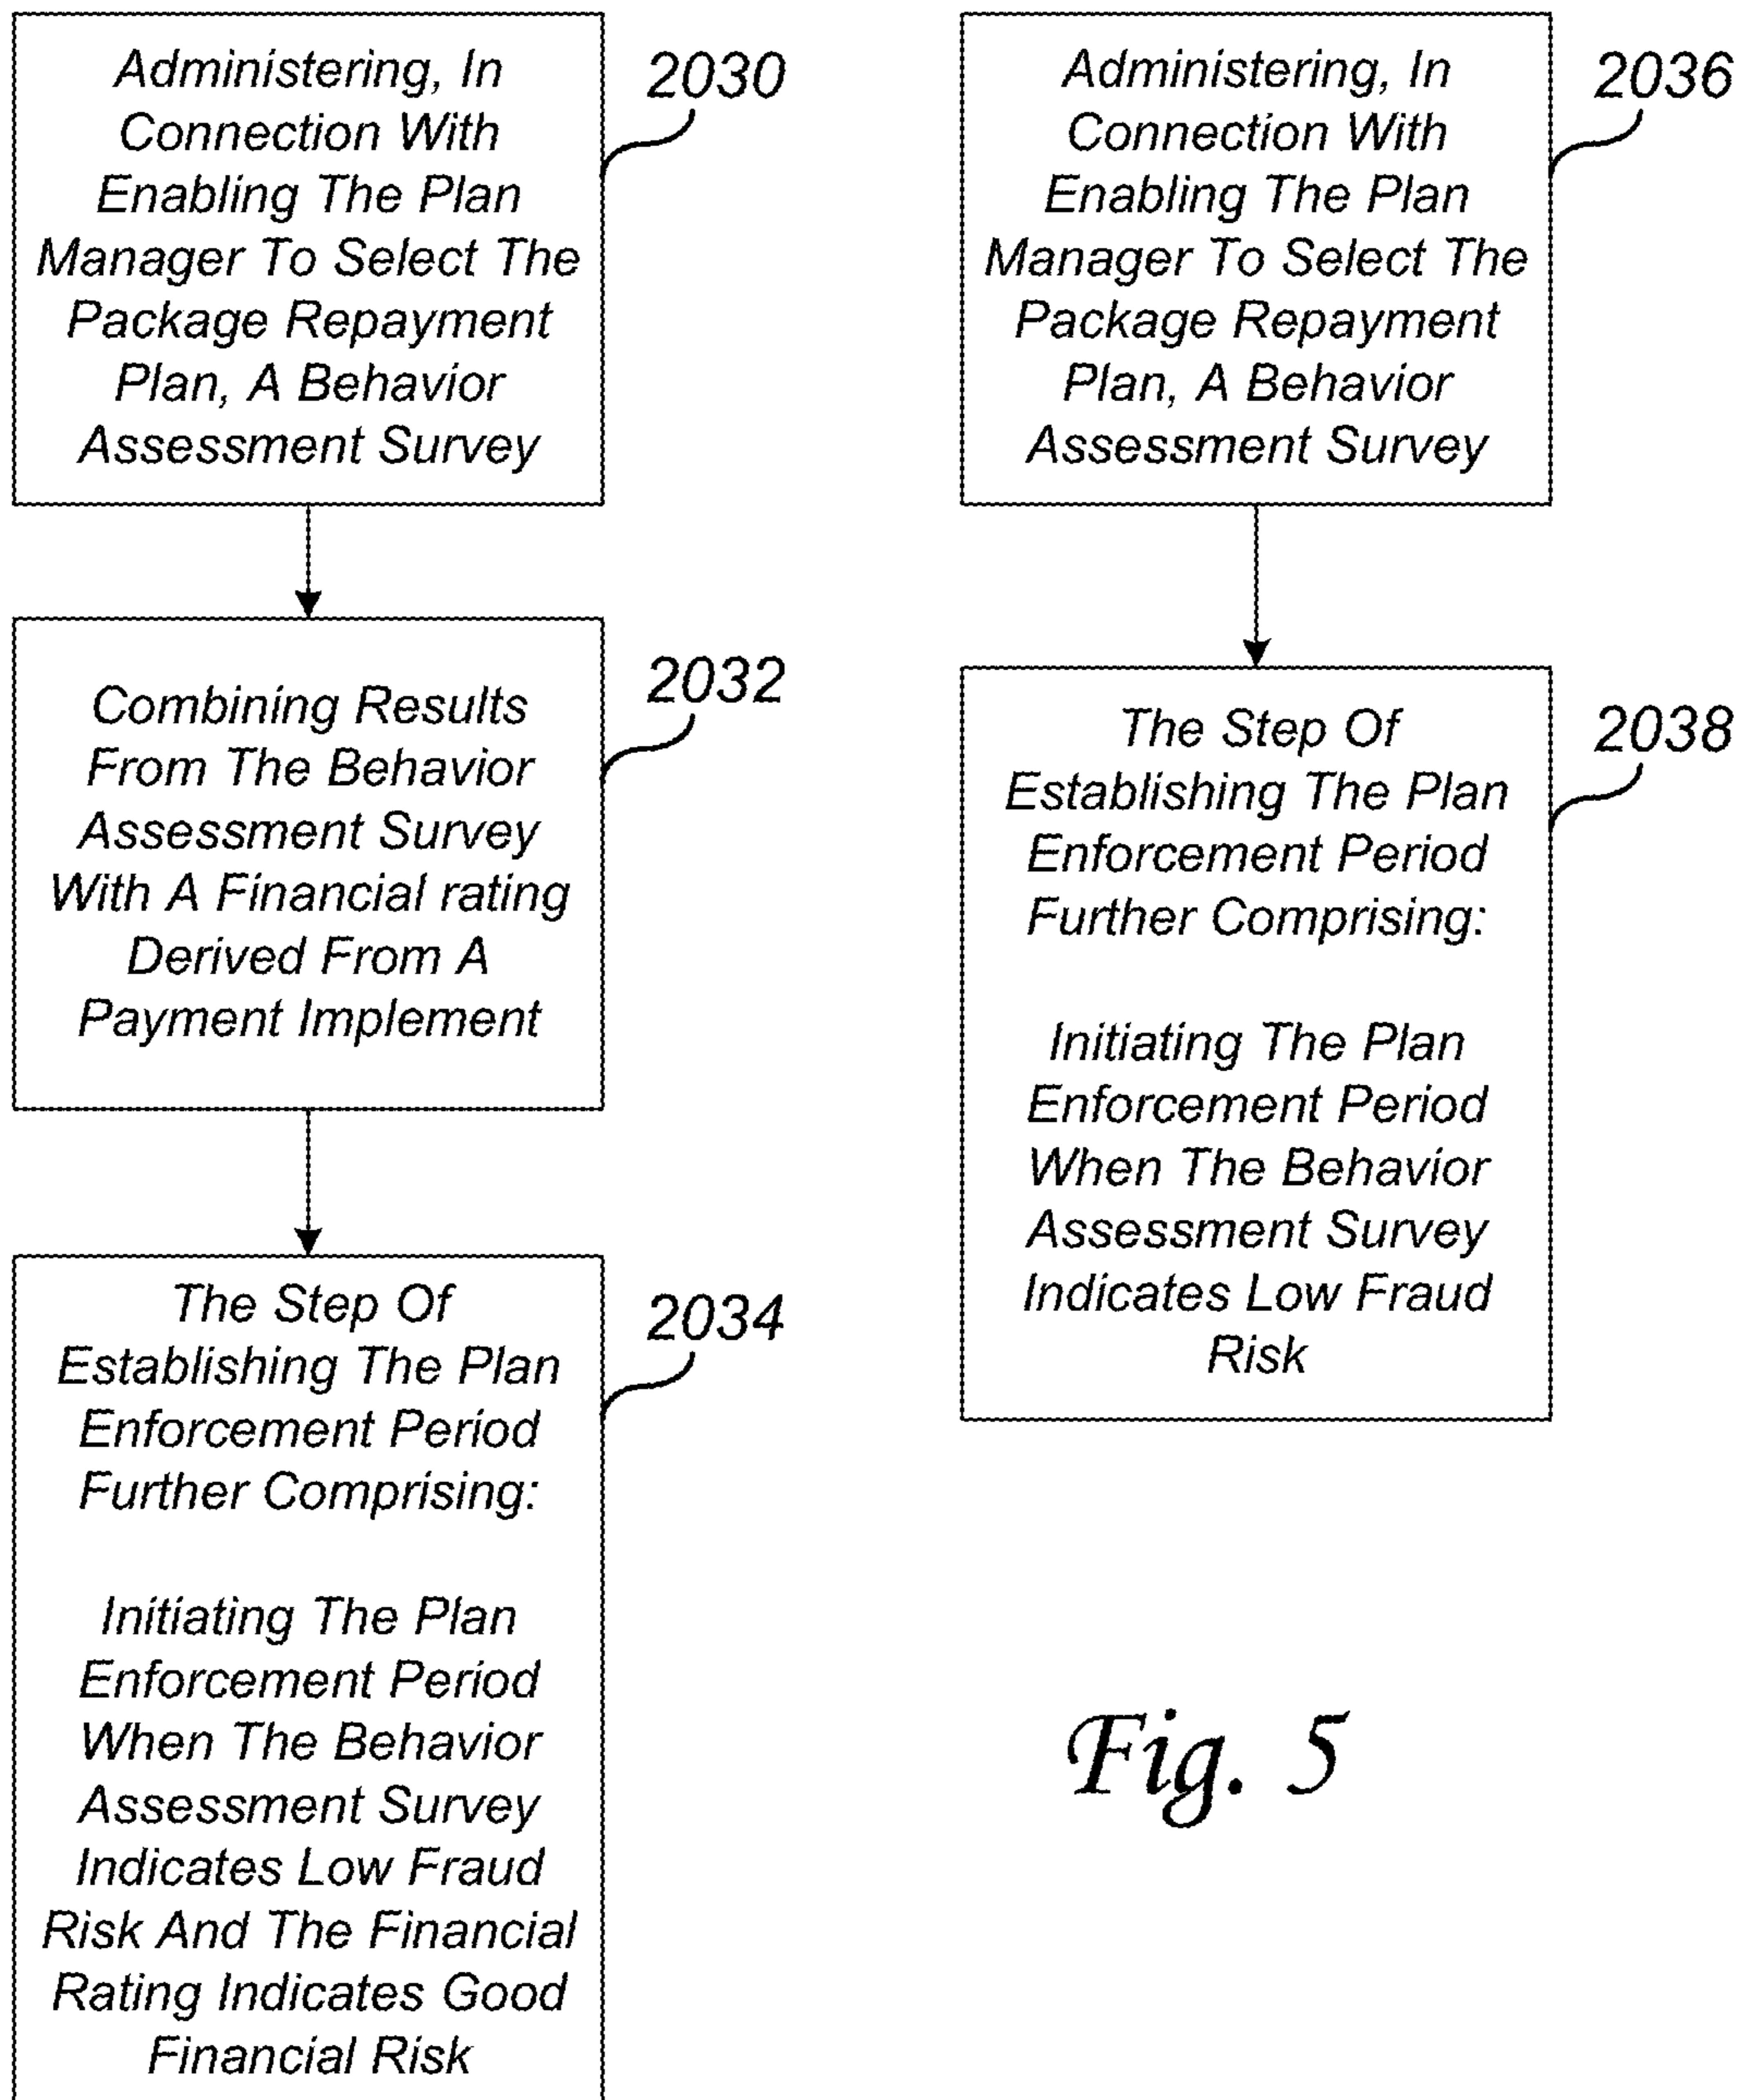 Administering, In
Connection With
Enabling The Plan
Manager To Select The
Package Repayment
Plan, A Behavior
Assessment Survey
2030
Combining Results
From The Behavior
Assessment Survey
With A Financial rating
Derived From A
Payment Implement
2032
The Step Of
Establishing The Plan
Enforcement Period
Further Comprising:
Initiating The Plan
Enforcement Period
When The Behavior
Assessment Survey
Indicates Low Fraud
Risk And The Financial
Rating Indicates Good
Financial Risk
2034
Administering, In
Connection With
Enabling The Plan
Manager To Select The
Package Repayment
Plan, A Behavior
Assessment Survey
2036
The Step Of
Establishing The Plan
Enforcement Period
Further Comprising:
Initiating The Plan
Enforcement Period
When The Behavior
Assessment Survey
Indicates Low Fraud
Risk
2038
Fig. 5